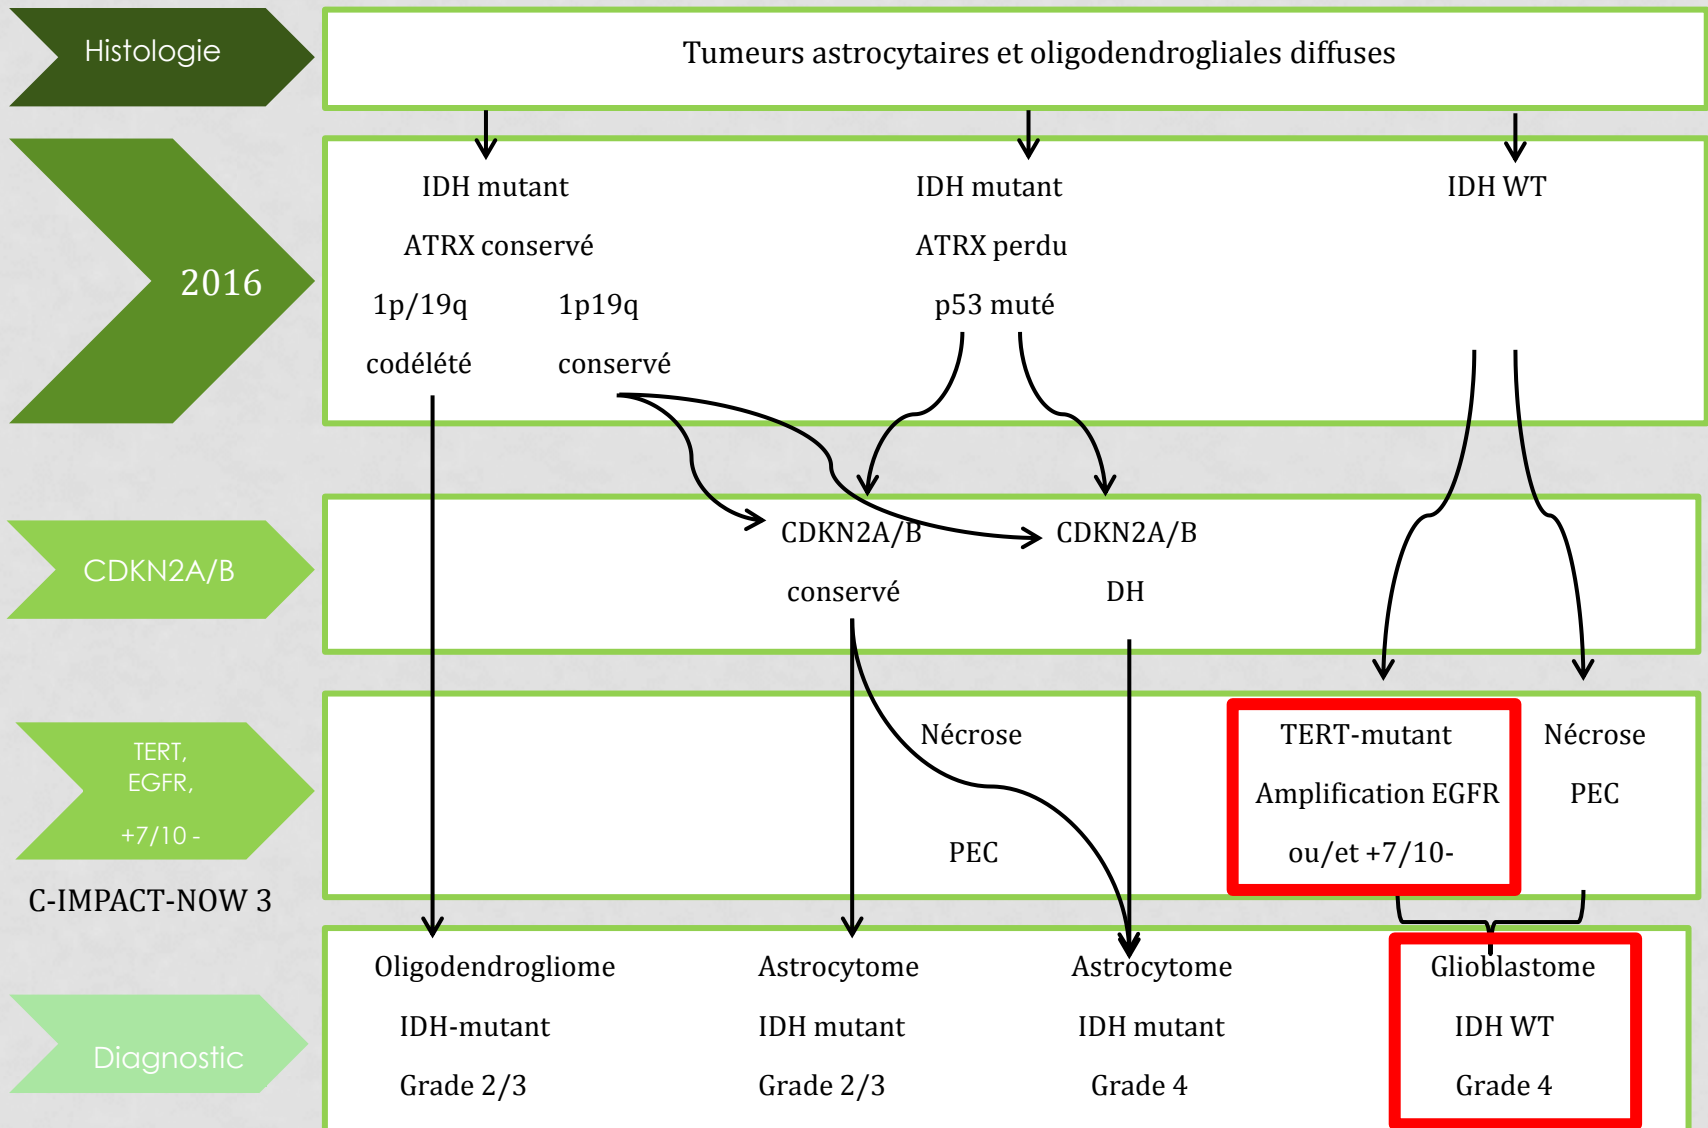 Histologie
Tumeurs astrocytaires et oligodendrogliales diffuses
2016
IDH mutant
ATRX conservé
1p/19q
codélété
1p19q
conservé
IDH mutant
ATRX perdu
p53 muté
IDH WT
CDKN2A/B
CDKN2A/B
conservé
CDKN2A/B
DH
TERT,
EGFR,
+7/10 -
C-IMPACT-NOW 3
Nécrose
PEC
TERT-mutant
Amplification EGFR
ou/et +7/10-
Nécrose
PEC
Diagnostic
Oligodendrogliome
IDH-mutant
Grade 2/3
Astrocytome
IDH mutant
Grade 2/3
Astrocytome
IDH mutant
Grade 4
Glioblastome
IDH WT
Grade 4